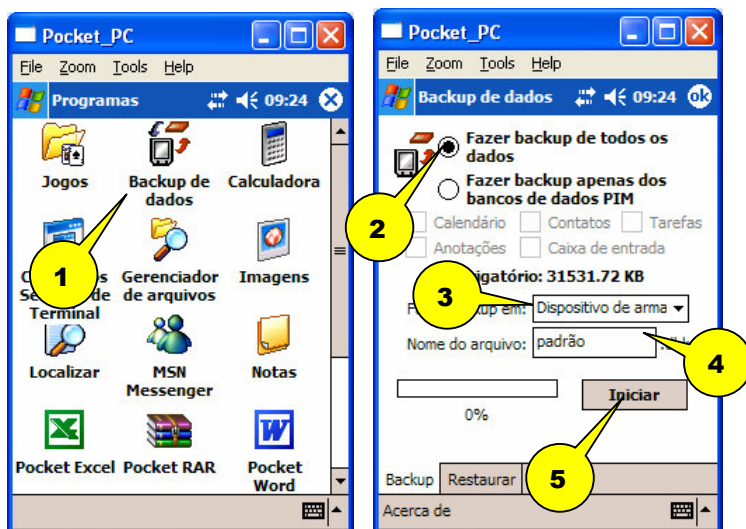 Pocket_PC
File Zoom Tools Help
Programas 09:24
Jogos
Backup de
dados
Calculadora
Gerenciador
de arquivos
Imagens
Terminal
Localizar
MSN
Messenger
Notas
Pocket Excel
Pocket RAR
Pocket
Word
1
Pocket_PC
File Zoom Tools Help
Backup de dados 09:24 ok
Fazer backup de todos os
dados
Fazer backup apenas dos
bancos de dados PIM
Calendário Contatos Tarefas
Anotações Caixa de entrada
31531.72 KB
em: Dispositivo de arma
Nome do arquivo: padrão
Iniciar
0%
Backup Restaurar
Acerca de
2
3
4
5